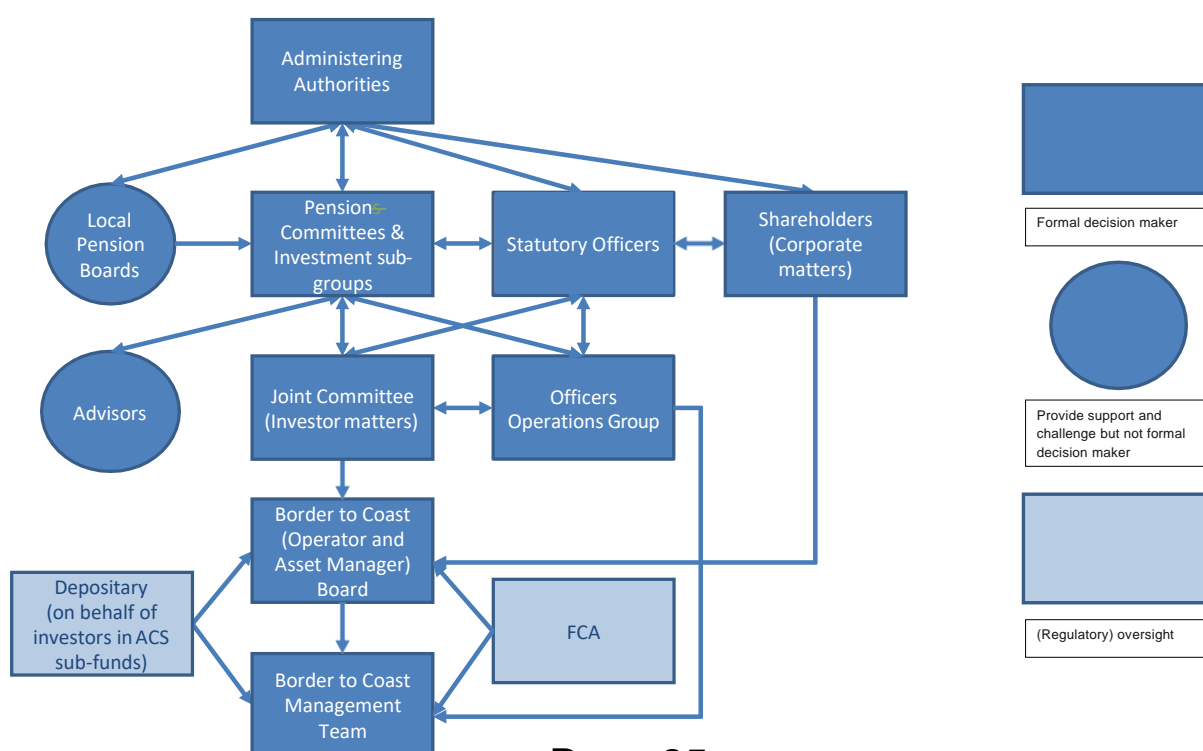 Administering
Authorities
Local
Pension
Boards
Pensions
Committees &
Investment sub-
groups
Statutory Officers
Shareholders
(Corporate
matters)
Advisors
Joint Committee
(Investor matters)
Officers
Operations Group
Border to Coast
(Operator and
Asset Manager)
Board
Depositary
(on behalf of
investors in ACS
sub-funds)
FCA
Border to Coast
Management
Team
Formal decision maker
Provide support and
challenge but not formal
decision maker
(Regulatory) oversight